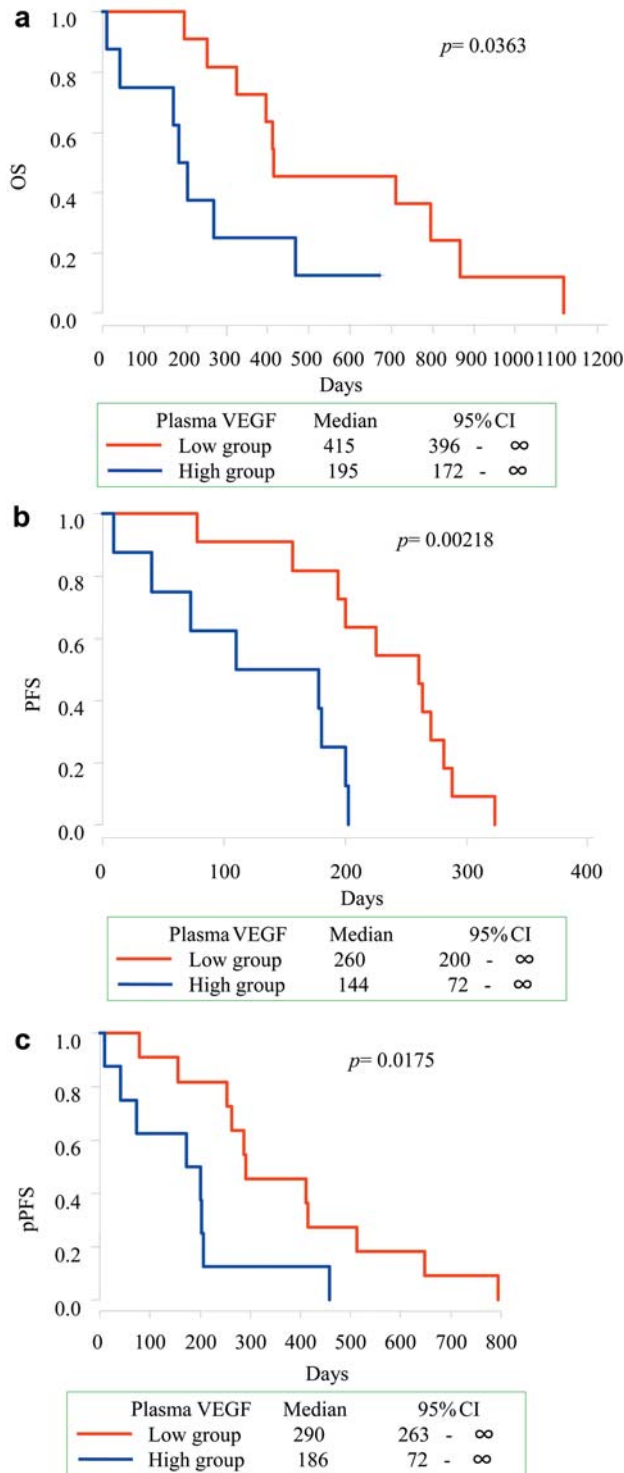 a
p= 0.0363
1.0
0.8
0.6
0.4
0.2
0.0
OS
0 100 200 300 400 500 600 700 800 900 1000 1100 1200
Days
Plasma VEGF Median 95% CI
Low group 415 396 - ∞
High group 195 172 - ∞
b
p= 0.00218
1.0
0.8
0.6
0.4
0.2
0.0
PFS
0 100 200 300 400
Days
Plasma VEGF Median 95% CI
Low group 260 200 - ∞
High group 144 72 - ∞
c
p= 0.0175
1.0
0.8
0.6
0.4
0.2
0.0
pPFS
0 100 200 300 400 500 600 700 800
Days
Plasma VEGF Median 95% CI
Low group 290 263 - ∞
High group 186 72 - ∞